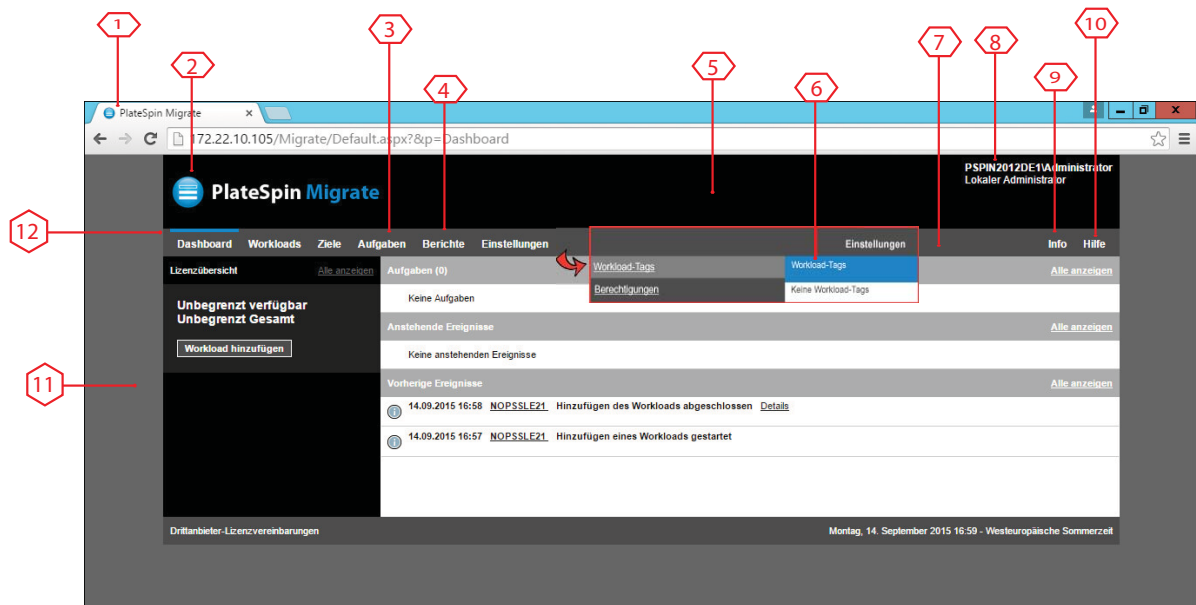 1
2
3
4
5
6
7
8
9
10
11
12
PlateSpin Migrate
172.22.10.105/Migrate/Default.aspx?&p=Dashboard
PlateSpin Migrate
PSPIN2012DE1\Administrator
Lokaler Administrator
Dashboard Workloads Ziele Aufgaben Berichte Einstellungen
Einstellungen
Info Hilfe
Workload-Tags
Berechtigungen
Workload-Tags
Keine Workload-Tags
Lizenzübersicht Alle anzeigen
Unbegrenzt verfügbar
Unbegrenzt Gesamt
Workload hinzufügen
Aufgaben (0) Alle anzeigen
Keine Aufgaben
Anstehende Ereignisse Alle anzeigen
Keine anstehenden Ereignisse
Vorherige Ereignisse Alle anzeigen
14.09.2015 16:58 NOPSSLE21 Hinzufügen des Workloads abgeschlossen Details
14.09.2015 16:57 NOPSSLE21 Hinzufügen eines Workloads gestartet
Drittanbieter-Lizenzvereinbarungen
Montag, 14. September 2015 16:59 - Westeuropäische Sommerzeit